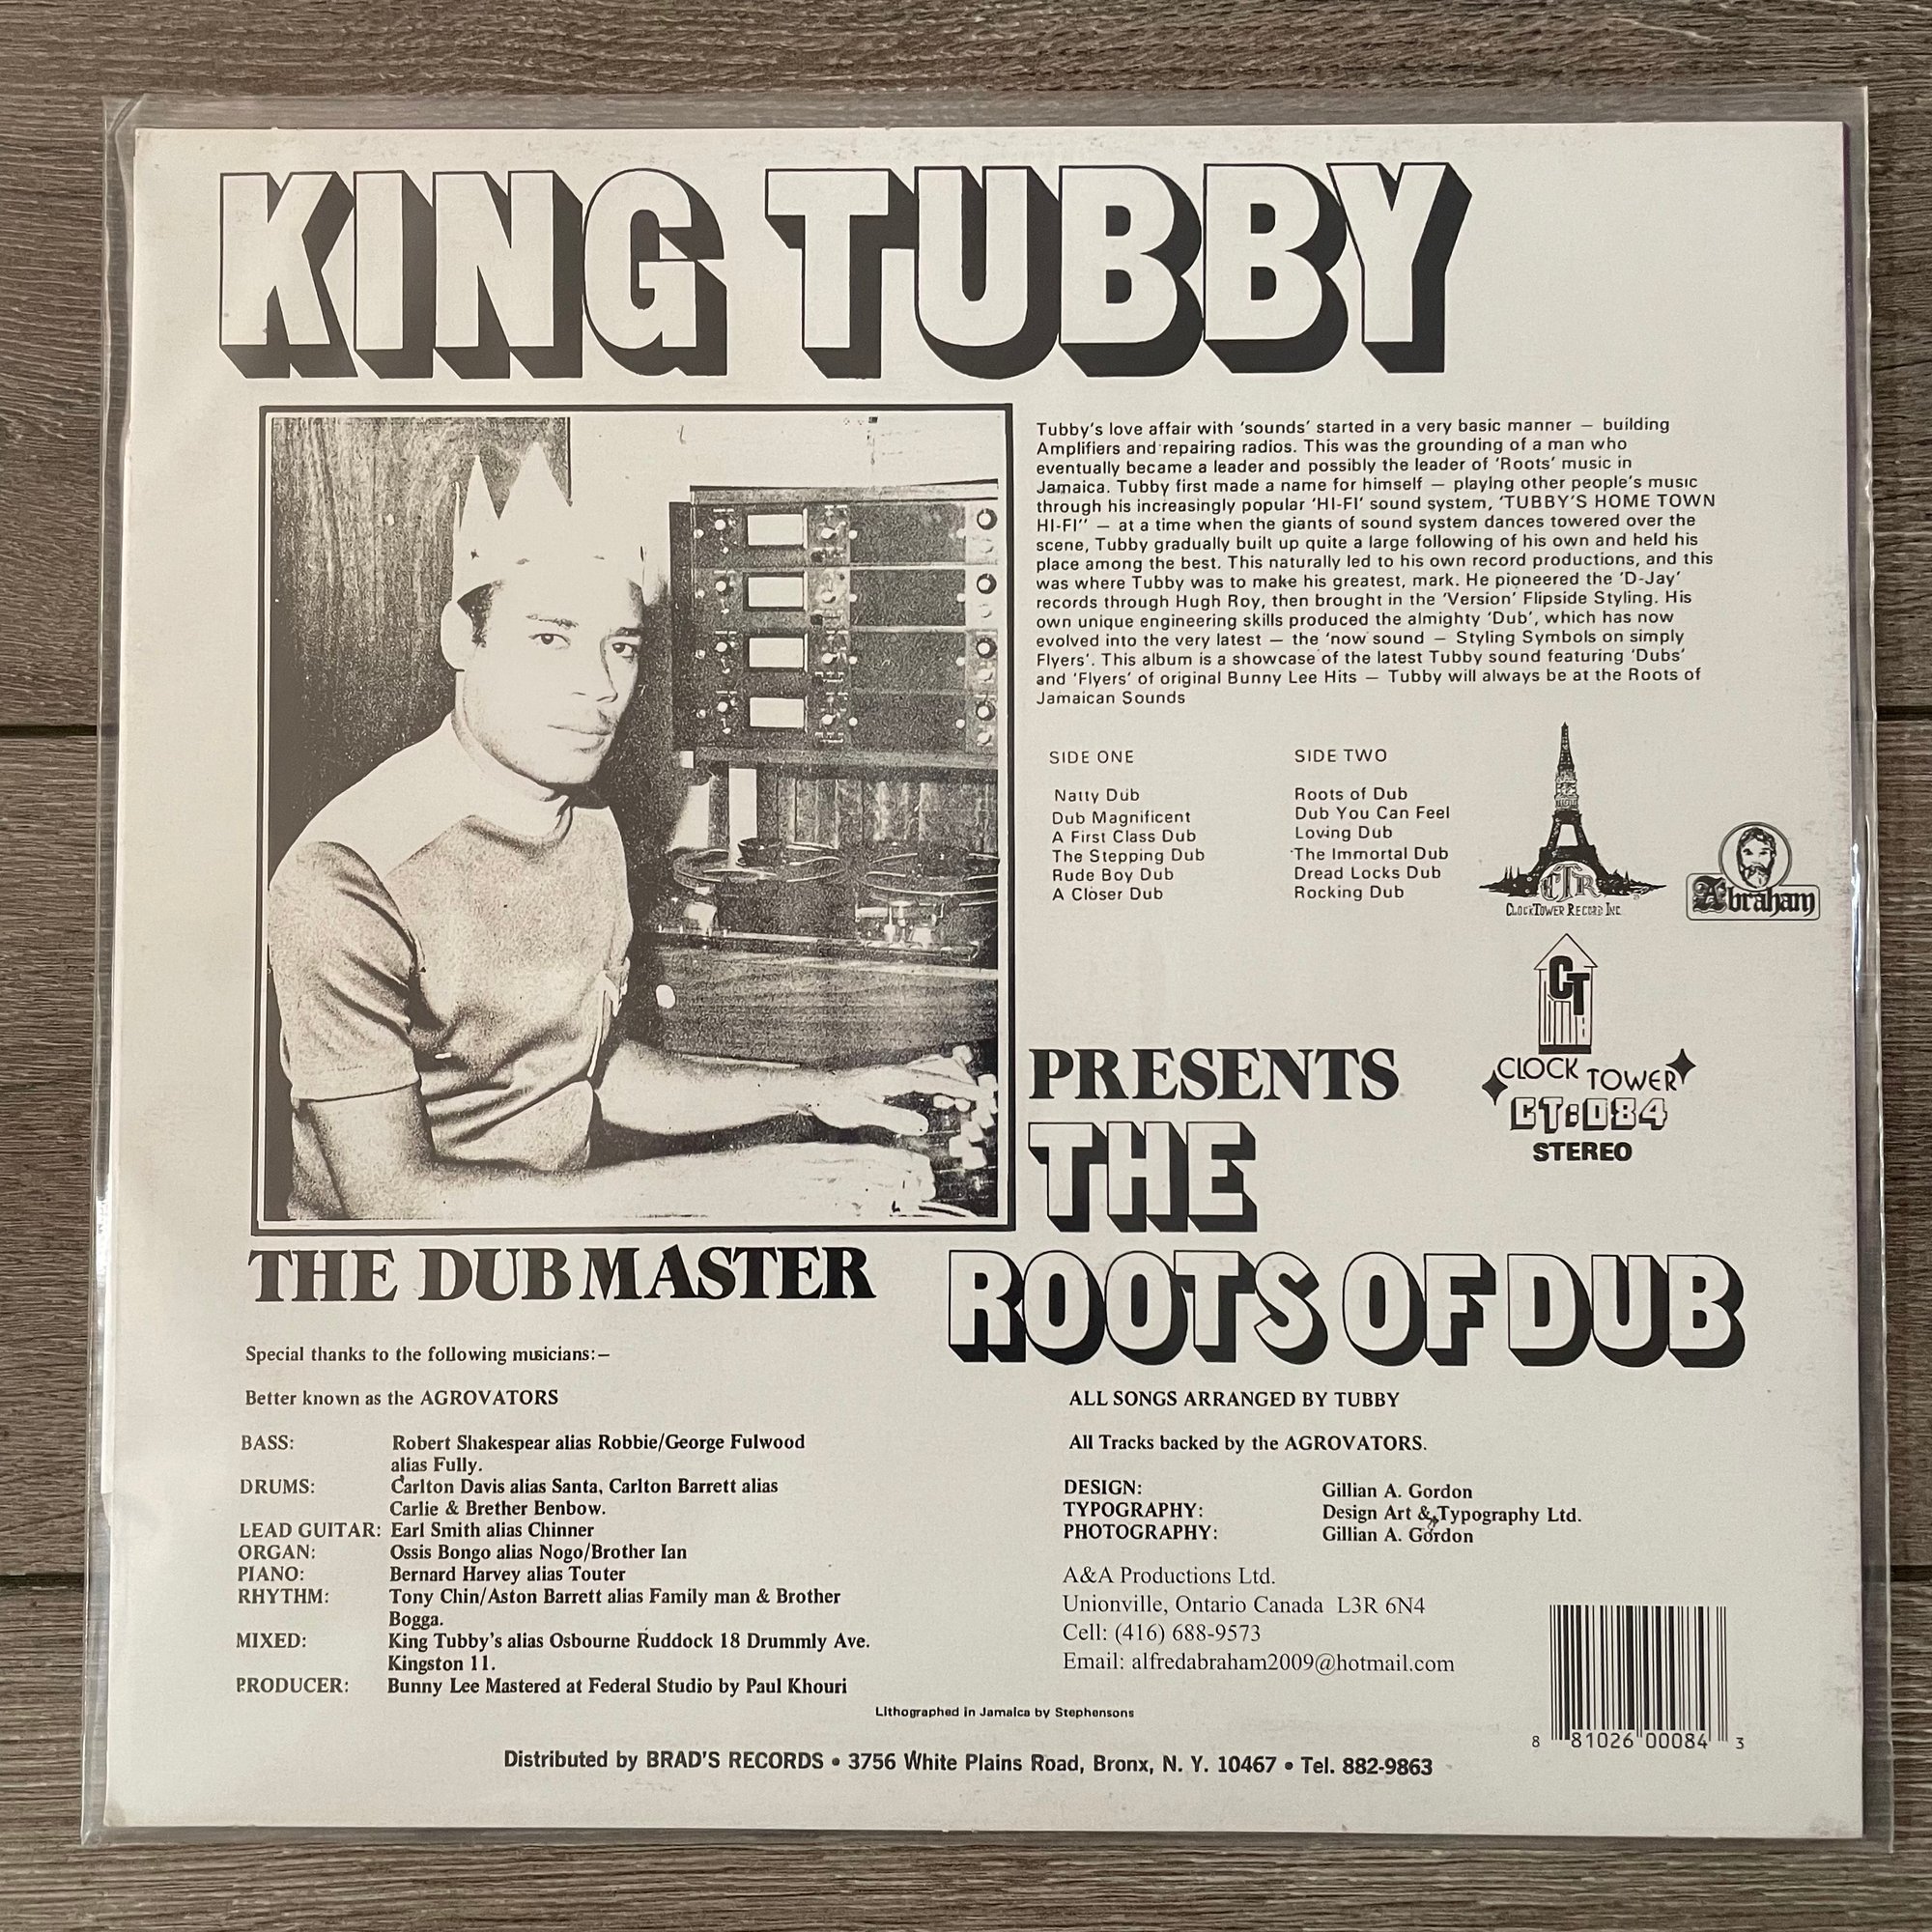 KING TUBBY
Tubby's love affair with 'sounds' started in a very basic manner — building
Amplifiers and repairing radios. This was the grounding of a man who
eventually became a leader and possibly the leader of 'Roots' music in
Jamaica. Tubby first made a name for himself — playing other people's music
through his increasingly popular 'HI-FI' sound system, 'TUBBY'S HOME TOWN
HI-FI'' — at a time when the giants of sound system dances towered over the
scene, Tubby gradually built up quite a large following of his own and held his
place among the best. This naturally led to his own record productions, and this
was where Tubby was to make his greatest, mark. He pioneered the 'D-Jay'
records through Hugh Roy, then brought in the 'Version' Flipside Styling. His
own unique engineering skills produced the almighty 'Dub', which has now
evolved into the very latest — the 'now sound — Styling Symbols on simply
Flyers'. This album is a showcase of the latest Tubby sound featuring 'Dubs'
and 'Flyers' of original Bunny Lee Hits — Tubby will always be at the Roots of
Jamaican Sounds
SIDE ONE
Natty Dub
Dub Magnificent
A First Class Dub
The Stepping Dub
Rude Boy Dub
A Closer Dub
SIDE TWO
Roots of Dub
Dub You Can Feel
Loving Dub
The Immortal Dub
Dread Locks Dub
Rocking Dub
CTR
CLOCKTOWER RECORD INC.
Abraham
CT
CLOCK TOWER
CT:084
STEREO
PRESENTS
THE
ROOTS OF DUB
THE DUB MASTER
Special thanks to the following musicians:—
Better known as the AGROVATORS
BASS: Robert Shakespear alias Robbie/George Fulwood
alias Fully.
DRUMS: Carlton Davis alias Santa, Carlton Barrett alias
Carlie & Brether Benbow.
LEAD GUITAR: Earl Smith alias Chinner
ORGAN: Ossis Bongo alias Nogo/Brother Ian
PIANO: Bernard Harvey alias Touter
RHYTHM: Tony Chin/Aston Barrett alias Family man & Brother
Bogga.
MIXED: King Tubby's alias Osbourne Ruddock 18 Drummly Ave.
Kingston 11.
PRODUCER: Bunny Lee Mastered at Federal Studio by Paul Khouri
ALL SONGS ARRANGED BY TUBBY
All Tracks backed by the AGROVATORS.
DESIGN: Gillian A. Gordon
TYPOGRAPHY: Design Art & Typography Ltd.
PHOTOGRAPHY: Gillian A. Gordon
A&A Productions Ltd.
Unionville, Ontario Canada L3R 6N4
Cell: (416) 688-9573
Email: alfredabraham2009@hotmail.com
8 81026 00084 3
Lithographed in Jamaica by Stephensons
Distributed by BRAD'S RECORDS • 3756 White Plains Road, Bronx, N. Y. 10467 • Tel. 882-9863